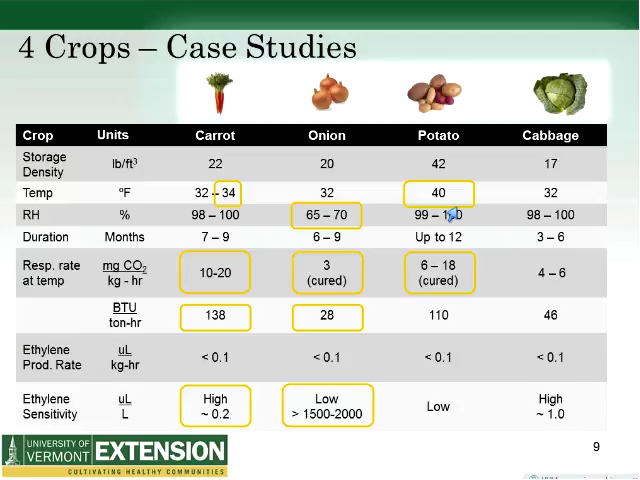 4 Crops – Case Studies
Crop Units Carrot Onion Potato Cabbage
Storage Density lb/ft³ 22 20 42 17
Temp ºF 32 – 34 32 40 32
RH % 98 – 100 65 – 70 99 – 100 98 – 100
Duration Months 7 – 9 6 – 9 Up to 12 3 – 6
Resp. rate at temp mg CO₂ kg - hr 10-20 3 (cured) 6 – 18 (cured) 4 – 6
BTU ton-hr 138 28 110 46
Ethylene Prod. Rate uL kg-hr < 0.1 < 0.1 < 0.1 < 0.1
Ethylene Sensitivity uL L High ~ 0.2 Low > 1500-2000 Low High ~ 1.0
UNIVERSITY OF VERMONT EXTENSION
CULTIVATING HEALTHY COMMUNITIES
9